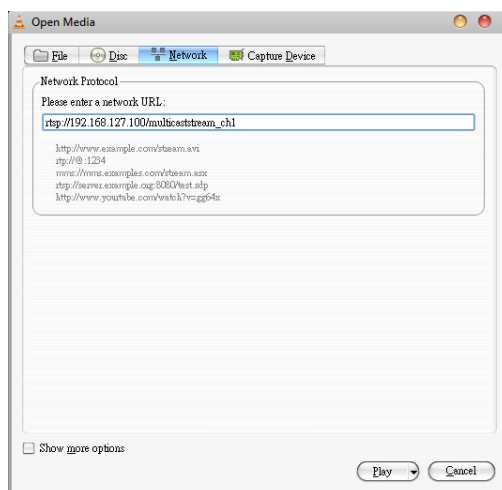 Open Media
File Disc Network Capture Device
Network Protocol
Please enter a network URL:
rtsp://192.168.127.100/multicaststream_ch1
http://www.example.com/stream.avi
rtp://@:1234
mms://mms.examples.com/stream.asx
rtsp://server.example.org:8080/test.sdp
http://www.youtube.com/watch?v=gg64x
Show more options
Play Cancel